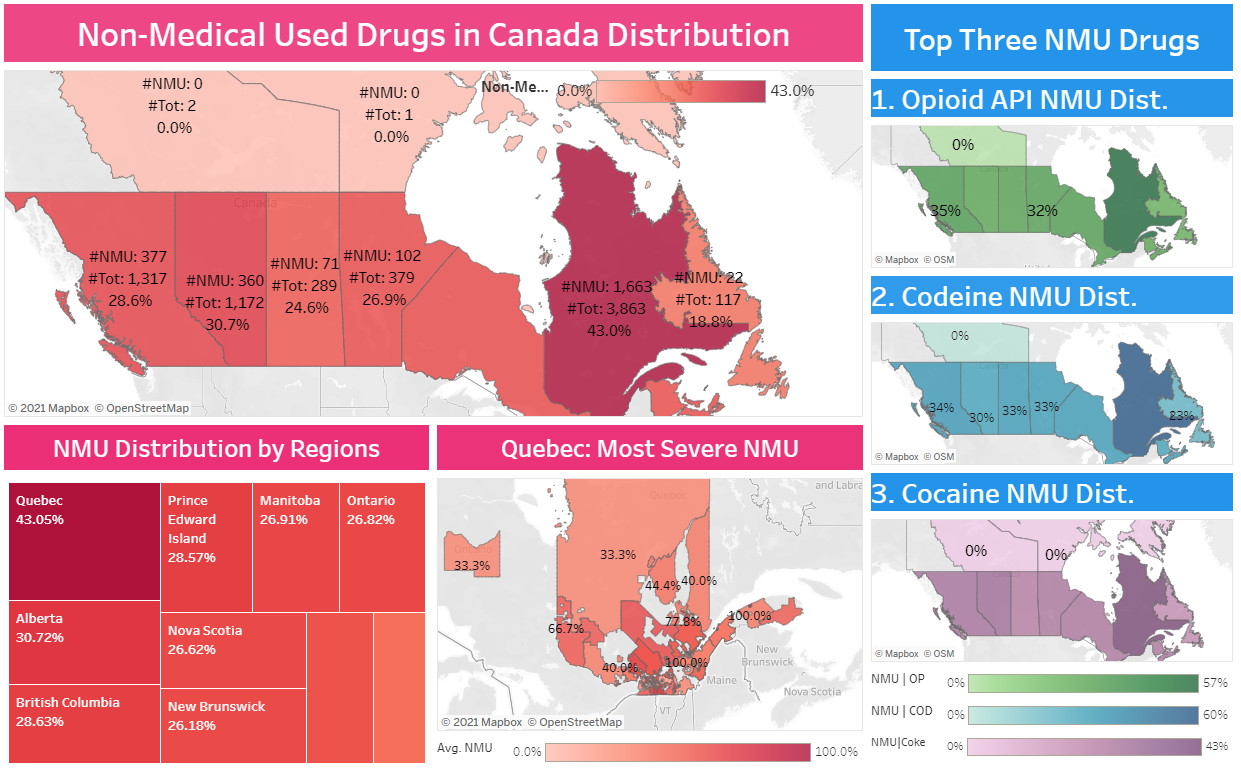 Non-Medical Used Drugs in Canada Distribution
#NMU: 0
#Tot: 2
0.0%
#NMU: 0
#Tot: 1
0.0%
Non-Me...
0.0%
43.0%
Canada
#NMU: 377
#Tot: 1,317
28.6%
#NMU: 360
#Tot: 1,172
30.7%
#NMU: 71
#Tot: 289
24.6%
#NMU: 102
#Tot: 379
26.9%
#NMU: 1,663
#Tot: 3,863
43.0%
#NMU: 22
#Tot: 117
18.8%
© 2021 Mapbox © OpenStreetMap
NMU Distribution by Regions
Quebec
43.05%
Alberta
30.72%
British Columbia
28.63%
Prince
Edward
Island
28.57%
Manitoba
26.91%
Ontario
26.82%
Nova Scotia
26.62%
New Brunswick
26.18%
Quebec: Most Severe NMU
and Labra
Quebec
Ontario
33.3%
33.3%
44.4%
40.0%
66.7%
77.8%
100.0%
40.0%
100.0%
New
Brunswick
Maine
Nova Scotia
VT
© 2021 Mapbox © OpenStreetMap
Avg. NMU
0.0%
100.0%
Top Three NMU Drugs
1. Opioid API NMU Dist.
0%
Canada
35%
32%
© Mapbox © OSM
2. Codeine NMU Dist.
0%
Canada
34%
30%
33%
33%
23%
© Mapbox © OSM
3. Cocaine NMU Dist.
0%
0%
Canada
© Mapbox © OSM
NMU | OP
0%
57%
NMU | COD
0%
60%
NMU|Coke
0%
43%